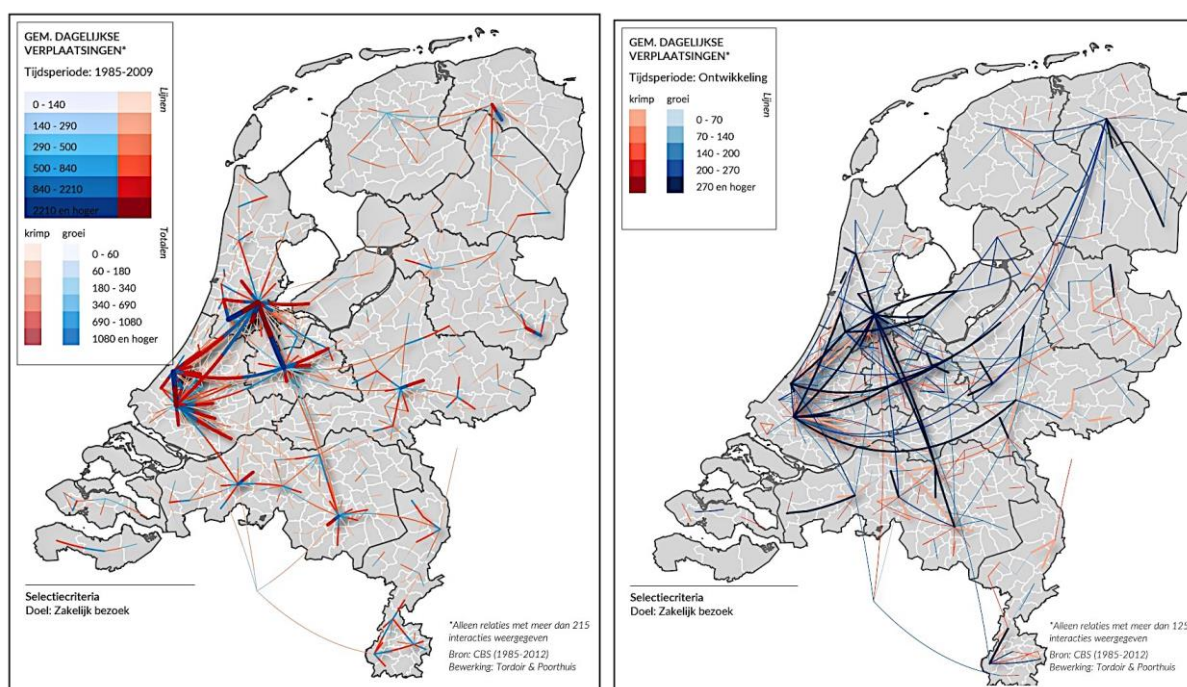 GEM. DAGELIJKSE
VERPLAATSINGEN*
Tijdsperiode: 1985-2009
Lijnen
0 - 140
140 - 290
290 - 500
500 - 840
840 - 2210
2210 en hoger
Totalen
krimp groei
0 - 60
60 - 180
180 - 340
340 - 690
690 - 1080
1080 en hoger
Selectiecriteria
Doel: Zakelijk bezoek
*Alleen relaties met meer dan 215
interacties weergegeven
Bron: CBS (1985-2012)
Bewerking: Tordoir & Poorthuis
GEM. DAGELIJKSE
VERPLAATSINGEN*
Tijdsperiode: Ontwikkeling
krimp groei
Lijnen
0 - 70
70 - 140
140 - 200
200 - 270
270 en hoger
Selectiecriteria
Doel: Zakelijk bezoek
*Alleen relaties met meer dan 125
interacties weergegeven
Bron: CBS (1985-2012)
Bewerking: Tordoir & Poorthuis